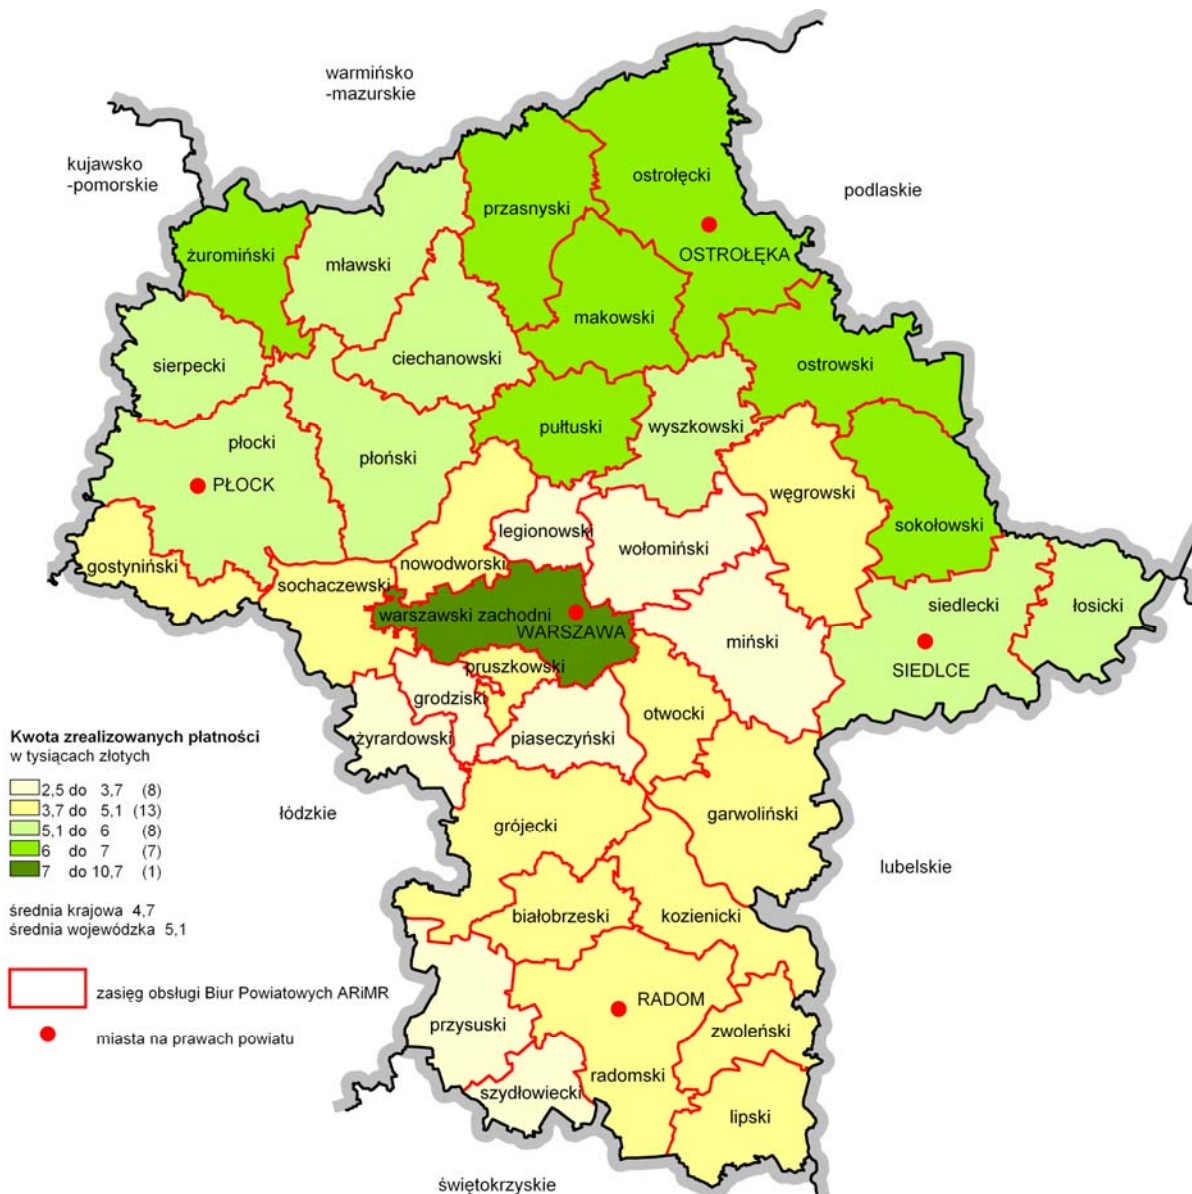 warmińsko
-mazurskie
kujawsko
-pomorskie
podlaskie
ostrołęcki
przasnyski
OSTROŁĘKA
żuromiński
mławski
makowski
ciechanowski
sierpecki
ostrowski
pułtuski
wyszkowski
płocki
płoński
PŁOCK
węgrowski
sokołowski
legionowski
wołomiński
nowodworski
gostyniński
sochaczewski
siedlecki
łosicki
warszawski zachodni
WARSZAWA
miński
SIEDLCE
pruszkowski
grodziski
otwocki
żyrardowski
piaseczyński
Kwota zrealizowanych płatności
w tysiącach złotych
2,5 do 3,7 (8)
3,7 do 5,1 (13)
5,1 do 6 (8)
6 do 7 (7)
7 do 10,7 (1)
łódzkie
garwoliński
grójecki
lubelskie
średnia krajowa 4,7
średnia wojewódzka 5,1
białobrzeski
kozienicki
zasięg obsługi Biur Powiatowych ARiMR
RADOM
miasta na prawach powiatu
przysuski
zwoleński
radomski
szydłowiecki
lipski
świętokrzyskie